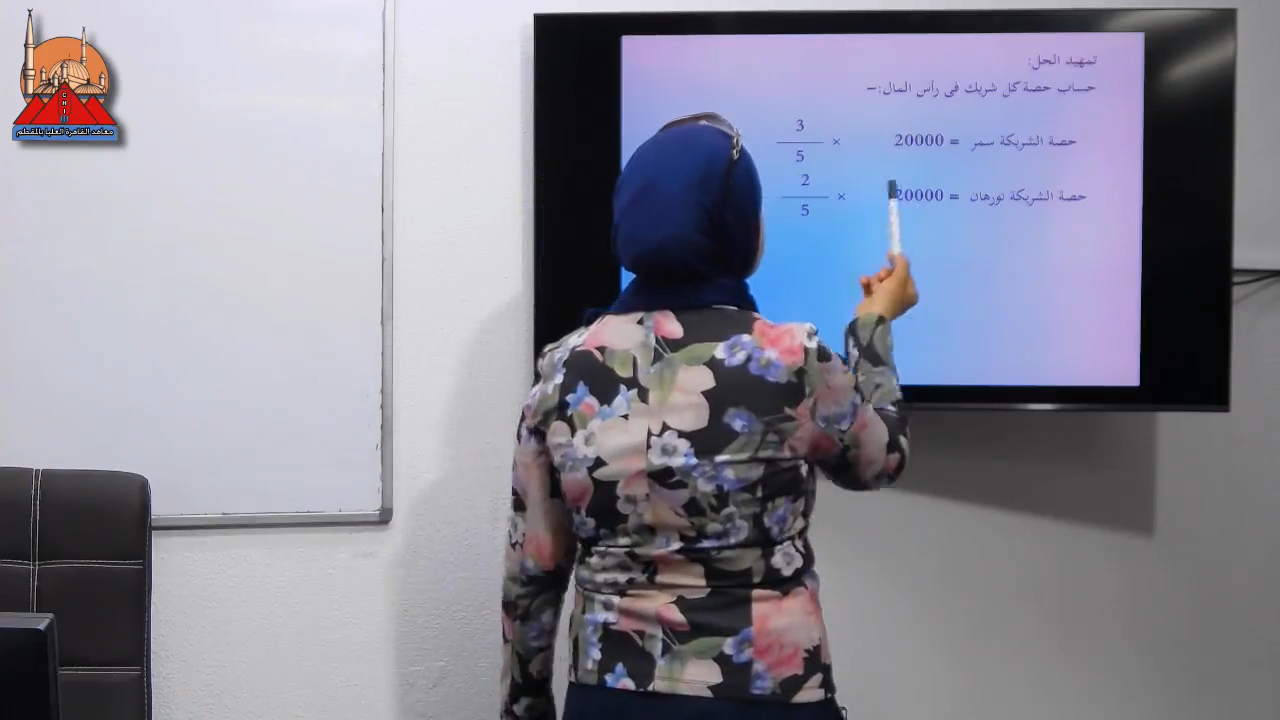 تمهيد الحل:
حساب حصة كل شريك فى رأس المال:–
حصة الشريكة سمر = 20000 × 3/5
حصة الشريكة نورهان = 20000 × 2/5
CHI
معاهد القاهرة العليا بالمقطم